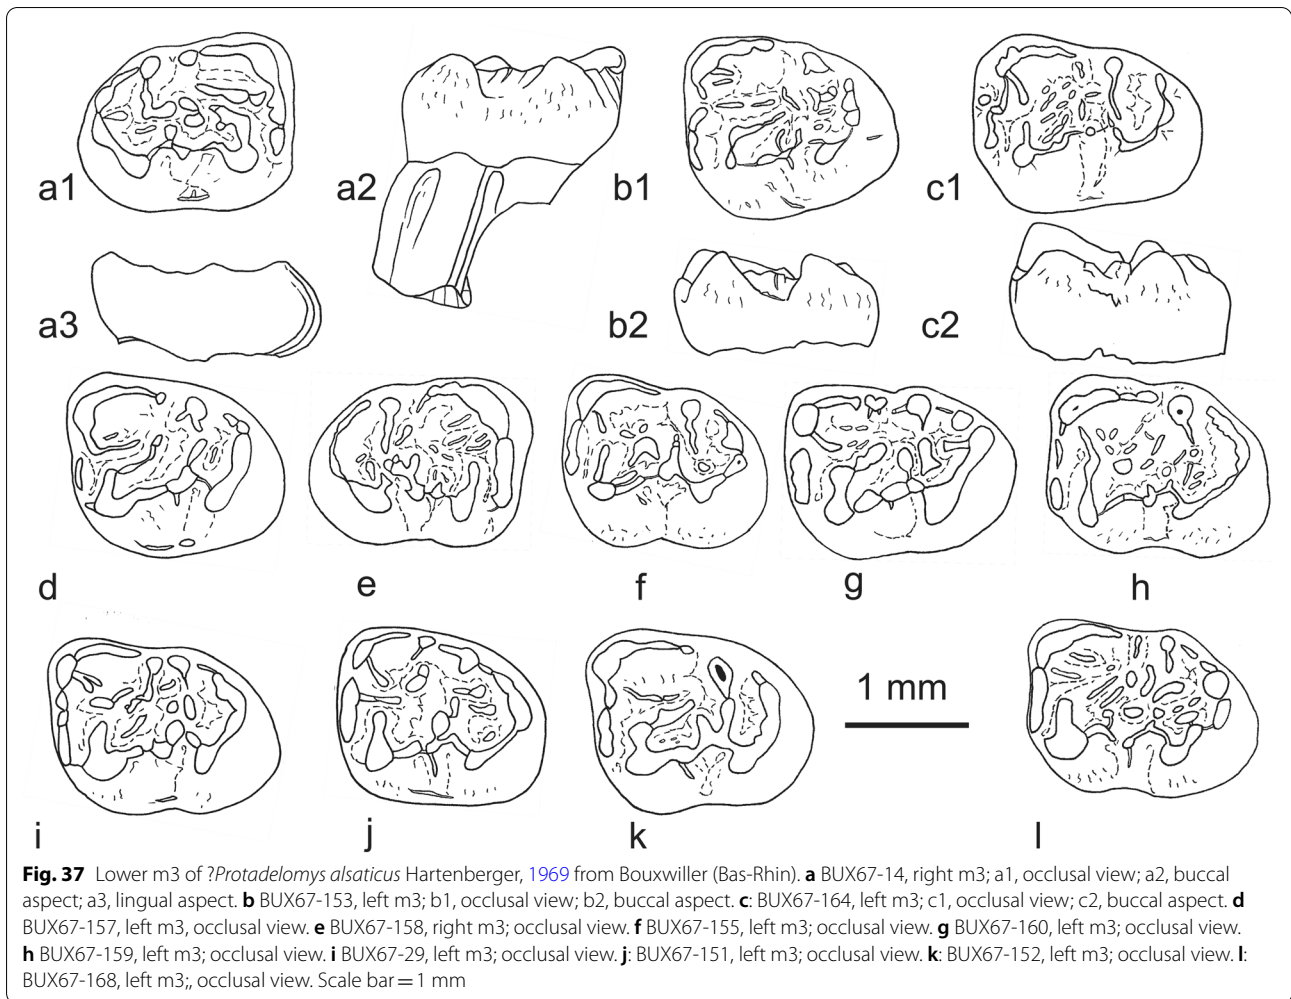 a1
a2
b1
c1
a3
b2
c2
d
e
f
g
h
1 mm
i
j
k
l
Fig. 37 Lower m3 of ?Protadelomys alsaticus Hartenberger, 1969 from Bouxwiller (Bas-Rhin). a BUX67-14, right m3; a1, occlusal view; a2, buccal
aspect; a3, lingual aspect. b BUX67-153, left m3; b1, occlusal view; b2, buccal aspect. c: BUX67-164, left m3; c1, occlusal view; c2, buccal aspect. d
BUX67-157, left m3, occlusal view. e BUX67-158, right m3; occlusal view. f BUX67-155, left m3; occlusal view. g BUX67-160, left m3; occlusal view.
h BUX67-159, left m3; occlusal view. i BUX67-29, left m3; occlusal view. j: BUX67-151, left m3; occlusal view. k: BUX67-152, left m3; occlusal view. l:
BUX67-168, left m3;, occlusal view. Scale bar = 1 mm